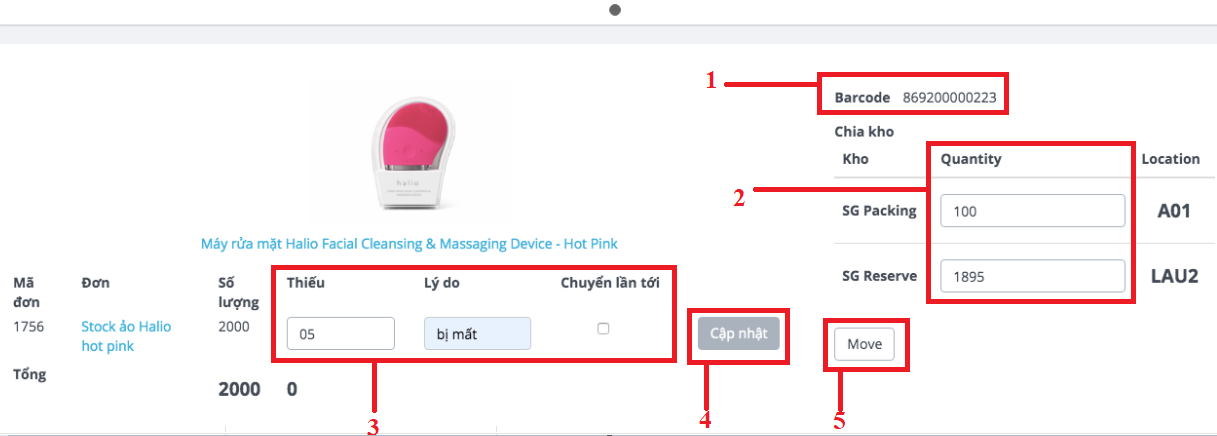 1
Barcode 869200000223
Chia kho
Kho Quantity Location
2
SG Packing 100 A01
SG Reserve 1895 LAU2
halio
Máy rửa mặt Halio Facial Cleansing & Massaging Device - Hot Pink
Mã đơn Đơn Số lượng Thiếu Lý do Chuyển lần tới
1756 Stock ảo Halio hot pink 2000 05 bị mất Cập nhật Move
Tổng 2000 0
3 4 5